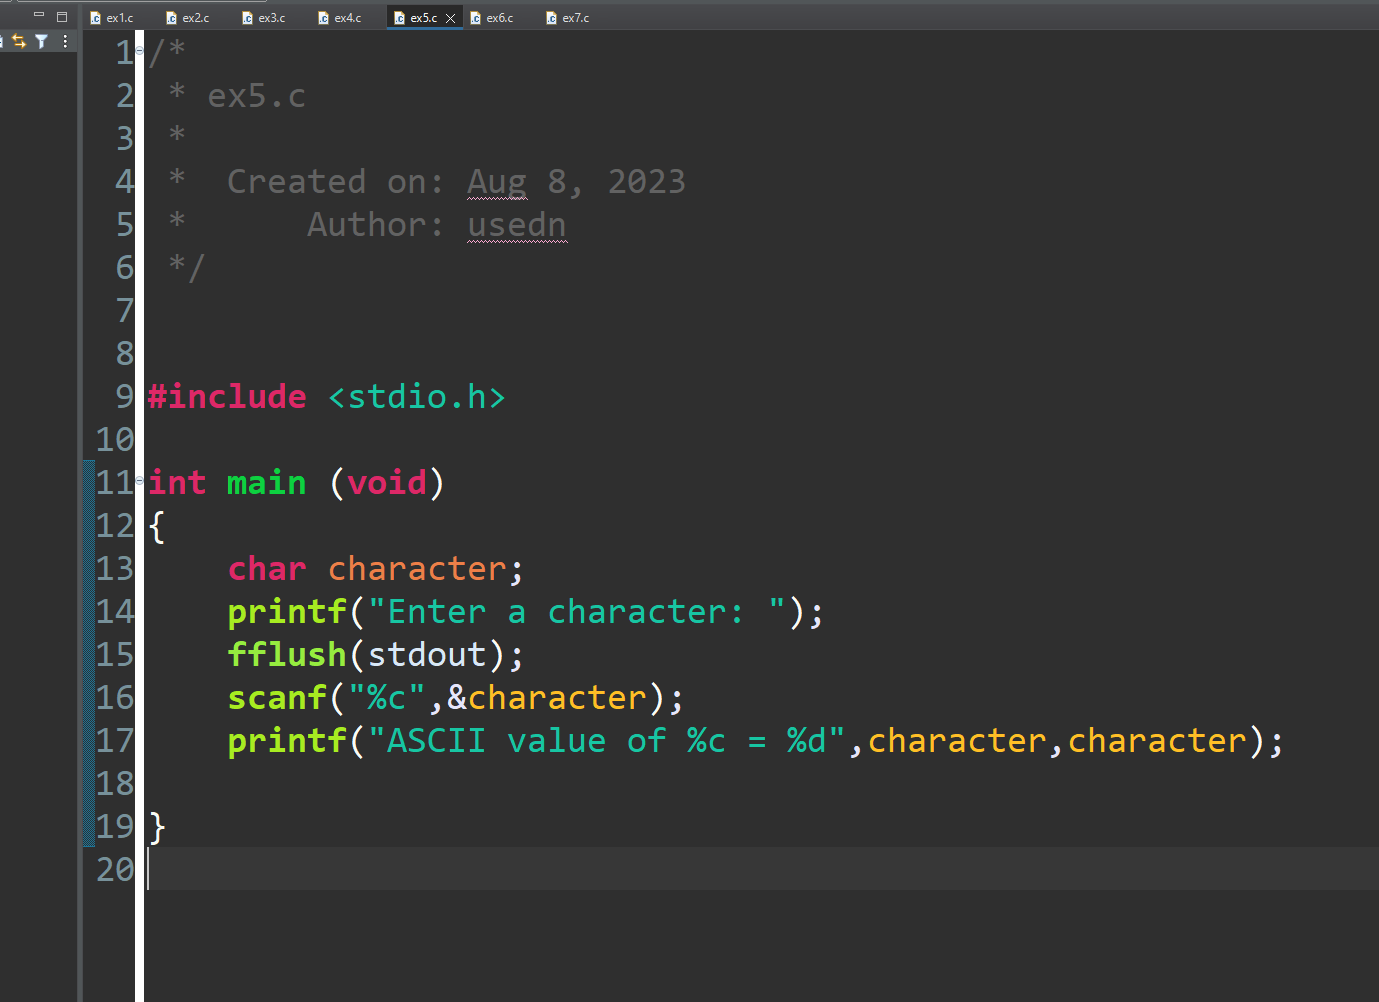 ex1.c ex2.c ex3.c ex4.c ex5.c ex6.c ex7.c
1 /*
2  * ex5.c
3  *
4  *  Created on: Aug 8, 2023
5  *      Author: usedn
6  */
7
8
9 #include <stdio.h>
10
11 int main (void)
12 {
13     char character;
14     printf("Enter a character: ");
15     fflush(stdout);
16     scanf("%c",&character);
17     printf("ASCII value of %c = %d",character,character);
18
19 }
20